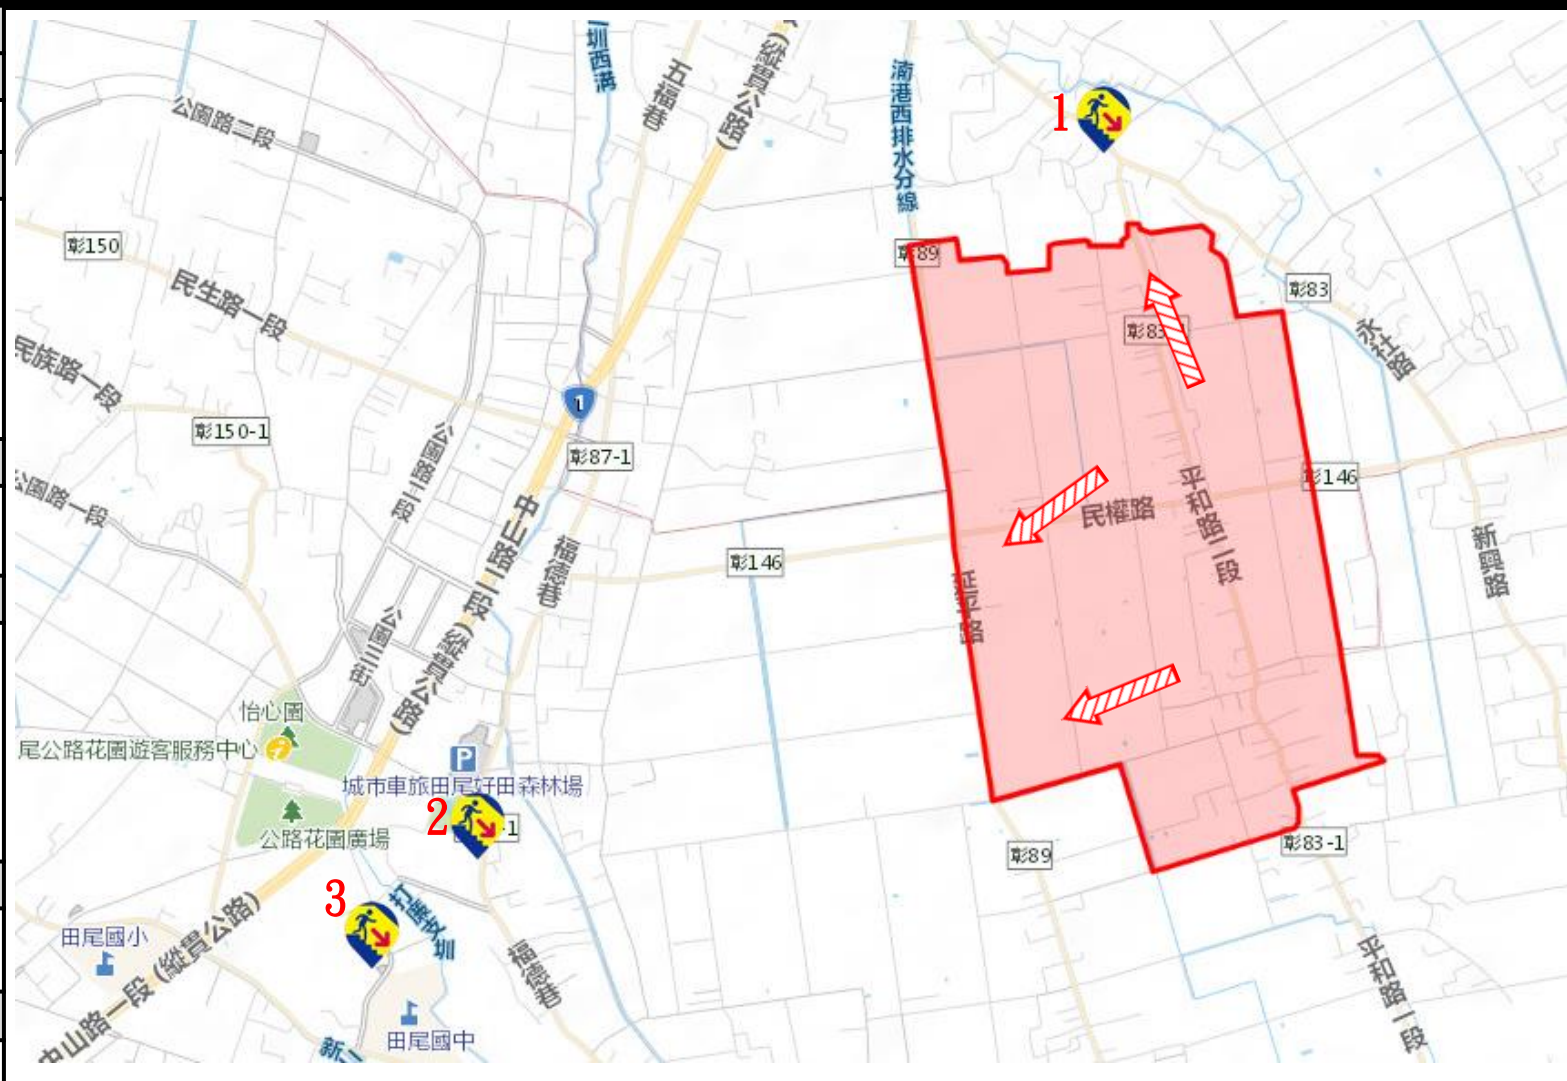 公園路二段
五福巷
(縱貫公路)
湳港西排水分線
1
彰150
彰89
民生路一段
彰83
彰83
永社路
民族路一段
1
彰150-1
公園路二段
彰87-1
公園路一段
中山路二段(縱貫公路)
福德巷
彰146
民權路
平和路二段
彰146
新興路
延平路
公園三街
怡心園
尾公路花園遊客服務中心
P
城市車旅田尾好田森林場
2
-1
公路花園廣場
彰89
彰83-1
3
田尾國小
中山路一段(縱貫公路)
福德巷
田尾國中
平和路一段